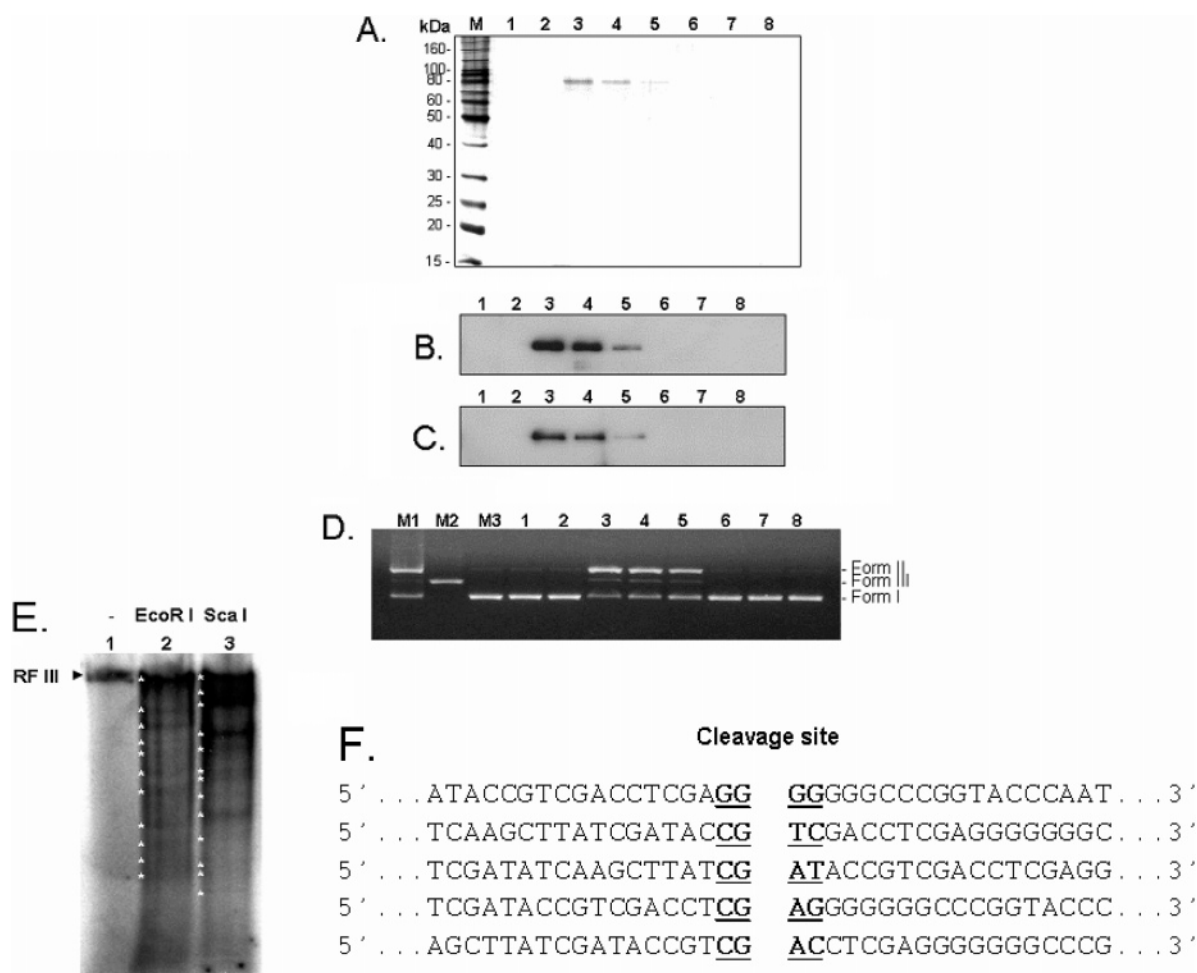 A.
kDa M 1 2 3 4 5 6 7 8
160-
100-
80 -
60 -
50 -
40 -
30 -
25 -
20 -
15 -
1 2 3 4 5 6 7 8
B.
1 2 3 4 5 6 7 8
C.
D.
M1 M2 M3 1 2 3 4 5 6 7 8
- Form II
- Form III
- Form I
E.
- EcoR I Sca I
1 2 3
RF III
F.
Cleavage site
5′...ATACCGTCGACCTCGAGG GGGGGGCCCGGTACCCAAT...3′
5′...TCAAGCTTATCGATACCG TCGACCTCGAGGGGGGGC...3′
5′...TCGATATCAAGCTTATCG ATACCGTCGACCTCGAGG...3′
5′...TCGATACCGTCGACCTCG AGGGGGGGCCCGGTACCC...3′
5′...AGCTTATCGATACCGTCG ACCTCGAGGGGGGGCCCG...3′